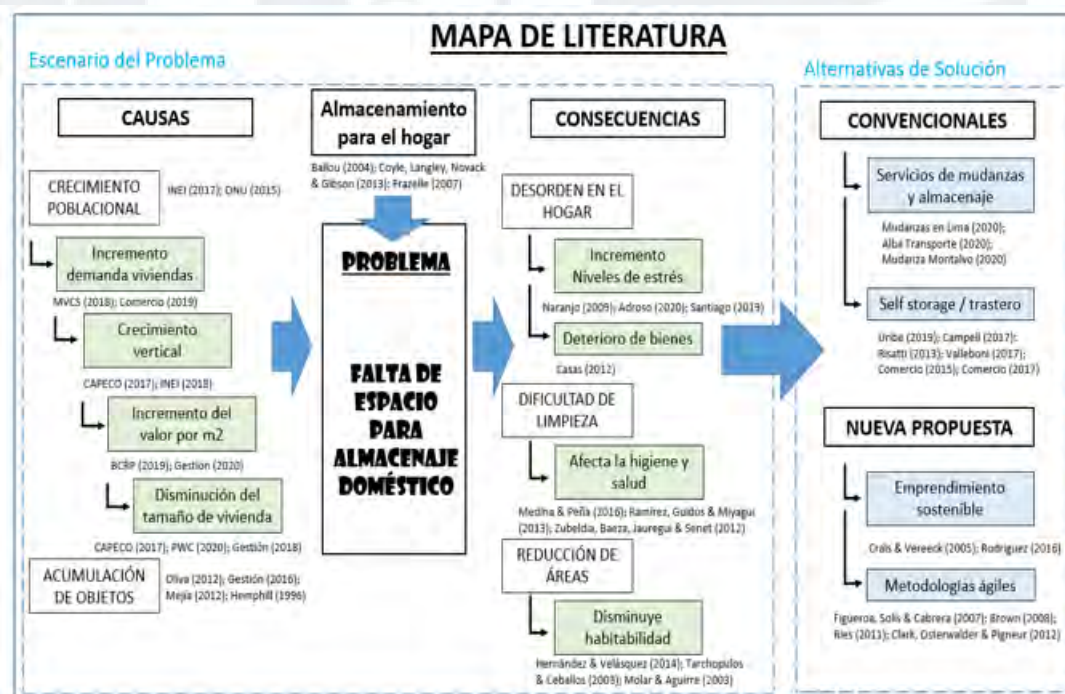 MAPA DE LITERATURA
Escenario del Problema
CAUSAS
CRECIMIENTO
POBLACIONAL
INEI (2017); ONU (2015)
Incremento
demanda viviendas
MVCS (2018); Comercio (2019)
Crecimiento
vertical
CAPECO (2017); INEI (2018)
Incremento del
valor por m2
BCRP (2019); Gestion (2020)
Disminución del
tamaño de vivienda
CAPECO (2017); PWC (2020); Gestión (2018)
ACUMULACIÓN
DE OBJETOS
Oliva (2012); Gestión (2016);
Mejía (2012); Hemphill (1996)
Almacenamiento
para el hogar
Ballou (2004); Coyle, Langley, Novack
& Gibson (2013); Frazelle (2007)
PROBLEMA
FALTA DE
ESPACIO
PARA
ALMACENAJE
DOMÉSTICO
CONSECUENCIAS
DESORDEN EN EL
HOGAR
Incremento
Niveles de estrés
Naranjo (2009); Adroso (2020); Santiago (2019)
Deterioro de bienes
Casas (2012)
DIFICULTAD DE
LIMPIEZA
Afecta la higiene y
salud
Medina & Peña (2016); Ramírez, Guidos & Miyagui
(2013); Zubeldia, Baeza, Jauregui & Senet (2012)
REDUCCIÓN DE
ÁREAS
Disminuye
habitabilidad
Hernández & Velásquez (2014); Tarchopulos
& Ceballos (2003); Molar & Aguirre (2003)
Alternativas de Solución
CONVENCIONALES
Servicios de mudanzas
y almacenaje
Mudanzas en Lima (2020);
Alba Transporte (2020);
Mudanza Montalvo (2020)
Self storage / trastero
Uribe (2019); Campell (2017);
Risatti (2013); Valleboni (2017);
Comercio (2015); Comercio (2017)
NUEVA PROPUESTA
Emprendimiento
sostenible
Crals & Vereeck (2005); Rodriguez (2016)
Metodologías ágiles
Figueroa, Solis & Cabrera (2007); Brown (2008);
Ries (2011); Clark, Osterwalder & Pigneur (2012)